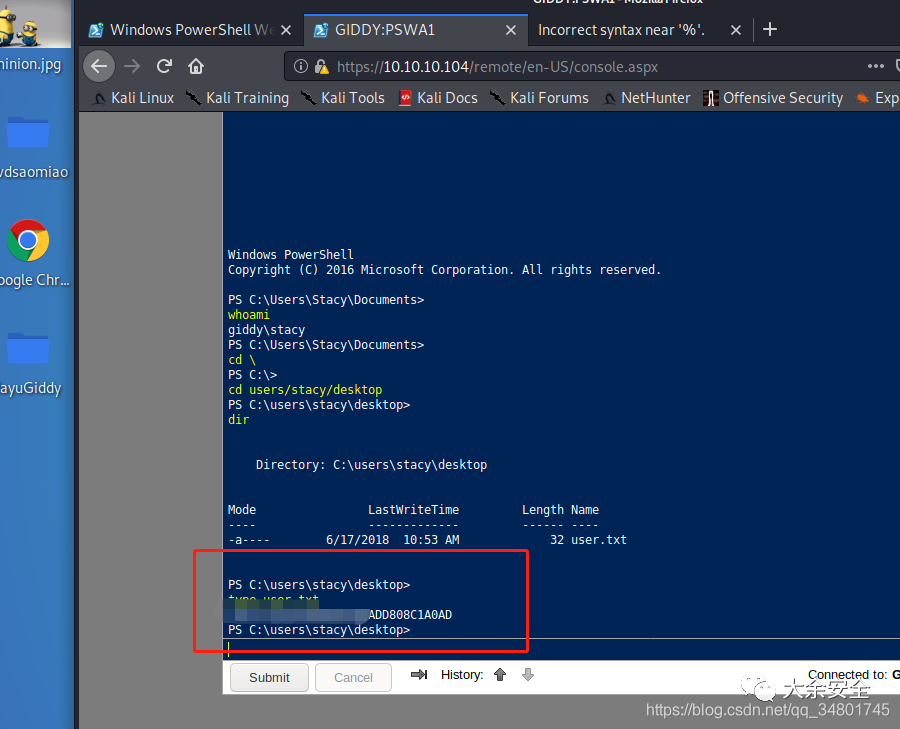 GIDDY:PSWA1 - Mozilla Firefox
Windows PowerShell We
GIDDY:PSWA1
Incorrect syntax near '%'.
https://10.10.10.104/remote/en-US/console.aspx
Kali Linux Kali Training Kali Tools Kali Docs Kali Forums NetHunter Offensive Security Exp
minion.jpg
vdsaomiao
oogle Chr...
ayuGiddy
Windows PowerShell
Copyright (C) 2016 Microsoft Corporation. All rights reserved.
PS C:\Users\Stacy\Documents>
whoami
giddy\stacy
PS C:\Users\Stacy\Documents>
cd \
PS C:\>
cd users/stacy/desktop
PS C:\users\stacy\desktop>
dir
Directory: C:\users\stacy\desktop
Mode LastWriteTime Length Name
---- ------------- ------ ----
-a---- 6/17/2018 10:53 AM 32 user.txt
PS C:\users\stacy\desktop>
type user.txt
ADD808C1A0AD
PS C:\users\stacy\desktop>
Submit Cancel History: Connected to: G
大余安全
https://blog.csdn.net/qq_34801745